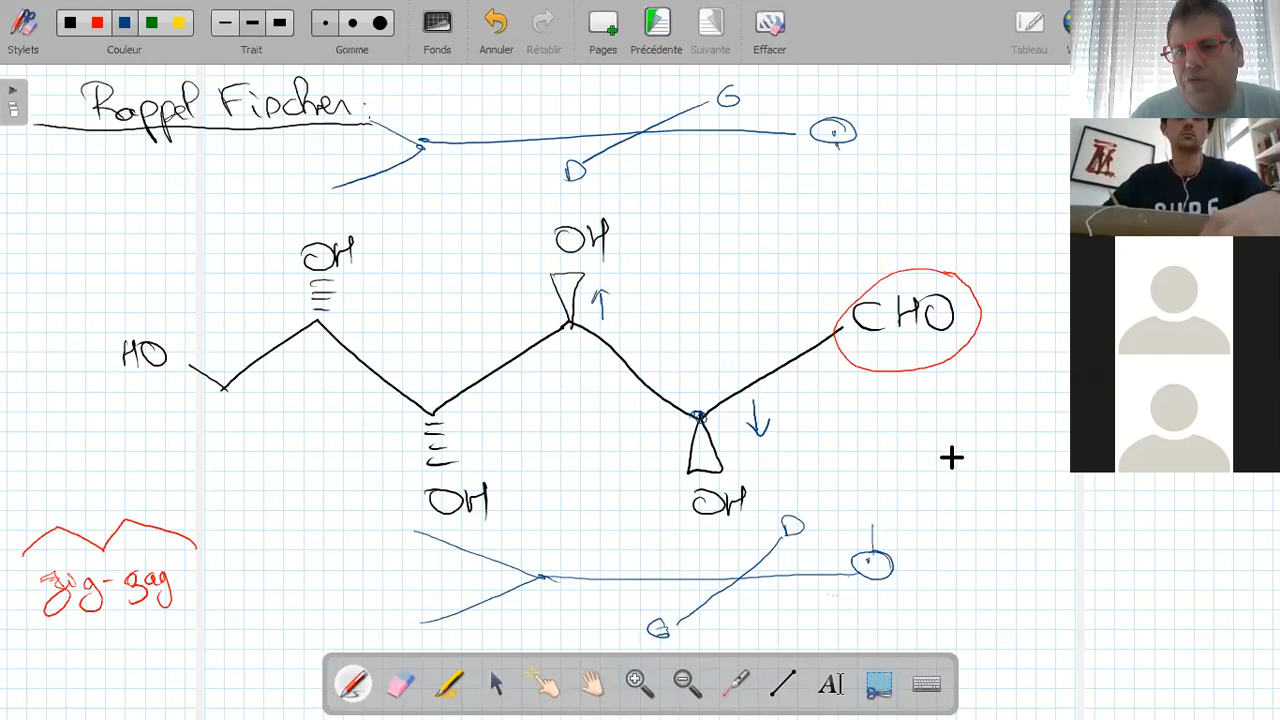 Stylets
Couleur
Trait
Gomme
Fonds
Annuler
Rétablir
Pages
Précédente
Suivante
Effacer
Tableau
Rappel Fischer:
G
D
OH
OH
CHO
HO
OH
OH
D
G
zig-zag
AI